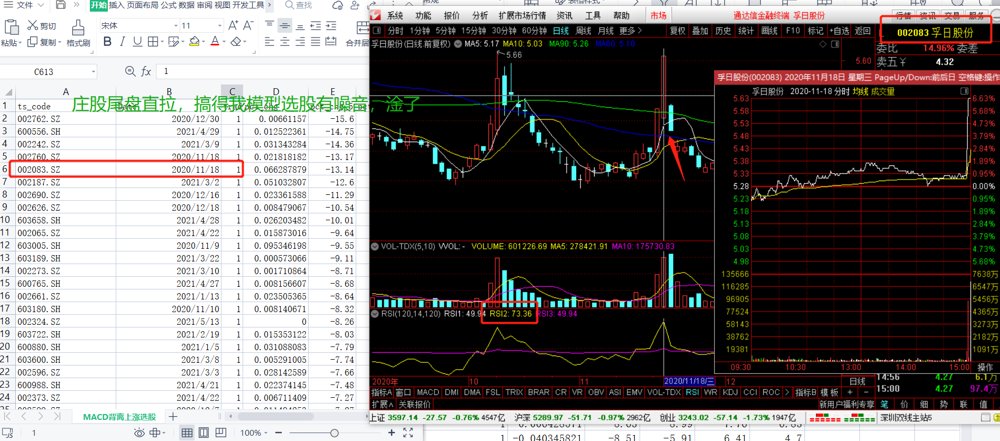 文件
开始 插入 页面布局 公式 数据 审阅 视图 开发工具
查找
剪切
粘贴
复制
格式刷
宋体
11
合并居
C613
fx
1
A B C D E
庄股尾盘直拉，搞得我模型选股有噪音，淦了
1 ts_code
2 002762.SZ 2020/12/30 1 0.00661157 -15.6
3 600556.SH 2021/4/29 1 0.012522361 -14.75
4 002242.SZ 2021/3/9 1 0.031343284 -14.36
5 002760.SZ 2020/11/18 1 0.021818182 -13.17
6 002083.SZ 2020/11/18 1 0.066287879 -13.14
7 002187.SZ 2021/3/2 1 0.051032807 -12.6
8 002690.SZ 2020/12/16 1 0.023361588 -11.29
9 002626.SZ 2020/12/18 1 0.008479067 -10.54
10 603658.SH 2021/4/28 1 0.026203482 -10.01
11 002065.SZ 2021/4/22 1 0.015873016 -9.64
12 603005.SH 2020/11/9 1 0.095346198 -9.55
13 603189.SH 2021/3/22 1 0.000573066 -9.11
14 002273.SZ 2021/3/10 1 0.001710864 -8.71
15 600765.SH 2021/4/27 1 0.008156607 -8.68
16 002661.SZ 2021/1/13 1 0.023505365 -8.64
17 603180.SH 2020/11/10 1 0.008140671 -8.32
18 002324.SZ 2021/5/13 1 0 -8.26
19 603722.SH 2021/2/19 1 0.015353122 -8.03
20 600880.SH 2021/1/5 1 0.031088083 -7.79
21 603600.SH 2021/3/8 1 0.005291005 -7.74
22 002596.SZ 2021/3/3 1 0.028142589 -7.66
23 600988.SH 2021/4/21 1 0.022374145 -7.48
24 002373.SZ 2021/4/22 1 0.006711409 -7.27
MACD背离上涨选股
1
100%
系统 功能 报价 分析 扩展市场行情 资讯 工具 帮助 市场
通达信金融终端 孚日股份
行情 资讯 交易 服务
分时 1分钟 5分钟 15分钟 30分钟 60分钟 日线 周线 月线 更多
复权 叠加 历史 统计 画线 F10 标记 +自选 返回
002083 孚日股份
孚日股份(日线.前复权) MA5: 5.17 MA10: 5.03 MA90: 5.26 MA60: 5.10
5.66
5.60
委比 14.96% 委差
卖五 4.32
孚日股份(002083) 2020年11月18日 星期三 PageUp/Down:前后日 空格键:操作
孚日股份 2020-11-18 分时 均线 成交量
5.63 6.63%
5.58 5.68%
5.53 4.73%
5.48 3.79%
5.43 2.84%
5.38 1.89%
5.33 0.95%
5.28 0.00%
5.23 0.95%
5.18 1.89%
5.13 2.84%
5.08 3.79%
5.03 4.73%
4.98 5.68%
135666 7638万
116285 6547万
96905 5456万
77524 4365万
58143 3273万
38762 2182万
19381 1091万
09:30 10:30 13:00 14:00 15:00 操作
VOL-TDX(5,10) VVOL: - VOLUME: 601226.69 MA5: 278421.91 MA10: 175730.83
RSI(120,14,120) RSI1: 49.94 RSI2: 73.36 RSI3: 49.94
2020年 10 11 2020/11/18/三 12 日线
14:56 4.27 6.1万
15:00 4.27 97.4万
指标A 窗口 MACD DMI DMA FSL TRIX BRAR CR VR OBV ASI EMV VOL-TDX RSI WR KDJ CCI ROC 指标B 模板 + -
扩展∧ 关联报价
新用户福利专享 笔 价 细 势 联 值
上证 3597.14 -27.57 -0.76% 4547亿 沪深 5289.97 -51.71 -0.97% 2962亿 创业 3243.02 -57.14 -1.73% 1947亿 深圳双线主站5
1 -0.040345821 -8.51 -5.91 6.41 4.7